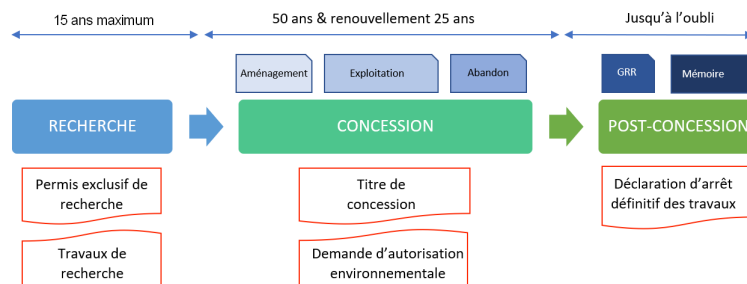 15 ans maximum
50 ans & renouvellement 25 ans
Jusqu’à l’oubli
Aménagement
Exploitation
Abandon
GRR
Mémoire
RECHERCHE
CONCESSION
POST-CONCESSION
Permis exclusif de
recherche
Titre de
concession
Déclaration d’arrêt
définitif des travaux
Travaux de
recherche
Demande d’autorisation
environnementale